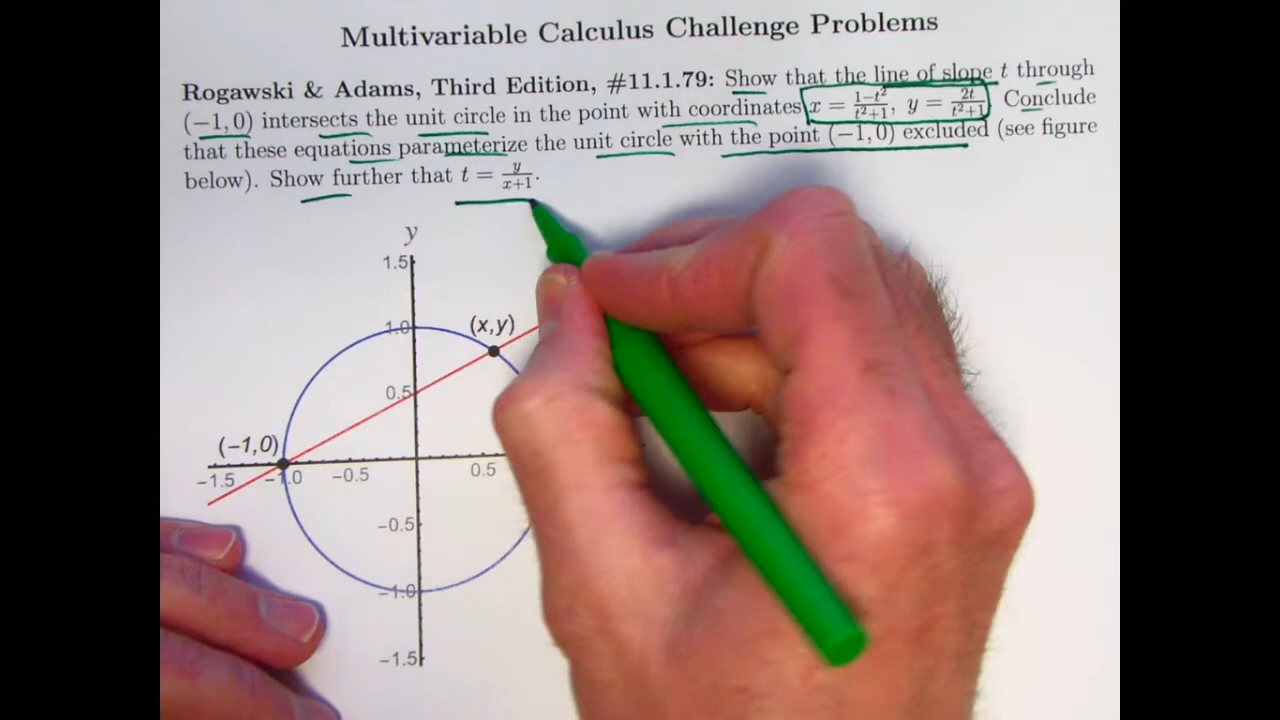 Multivariable Calculus Challenge Problems
Rogawski & Adams, Third Edition, #11.1.79: Show that the line of slope t through
(−1, 0) intersects the unit circle in the point with coordinates x = (1−t²)/(t²+1), y = 2t/(t²+1). Conclude
that these equations parameterize the unit circle with the point (−1, 0) excluded (see figure
below). Show further that t = y/(x+1).
y
1.5
1.0
(x,y)
0.5
(−1,0)
−1.5 −1.0 −0.5 0.5
−0.5
−1.0
−1.5